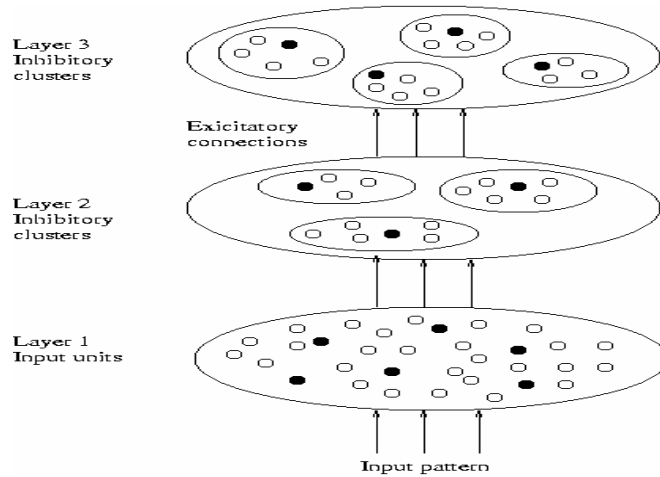 Layer 3
Inhibitory
clusters
Exicitatory
connections
Layer 2
Inhibitory
clusters
Layer 1
Input units
Input pattern